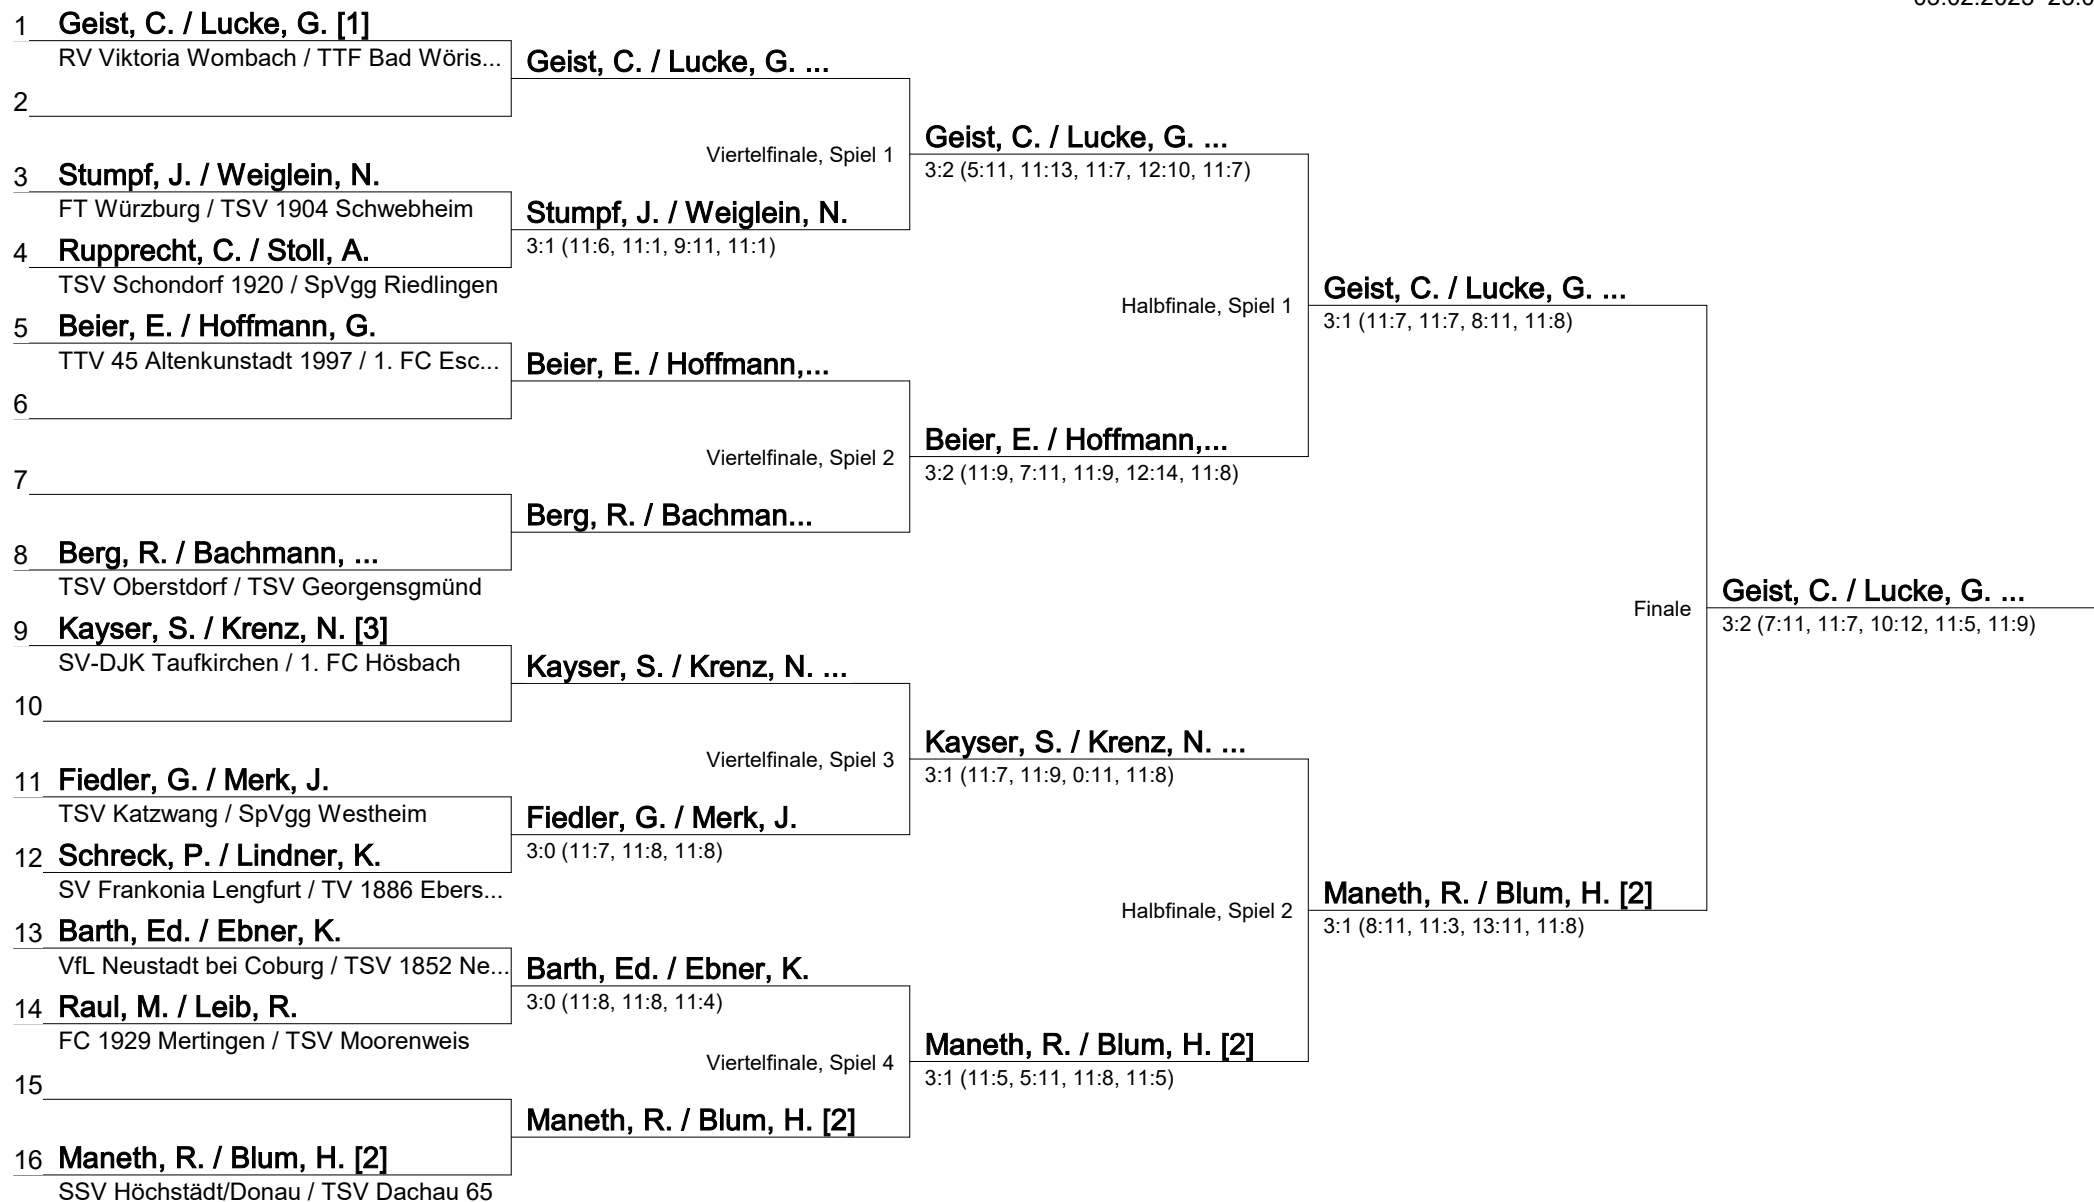 1 Geist, C. / Lucke, G. [1]
RV Viktoria Wombach / TTF Bad Wöris...
Geist, C. / Lucke, G. ...
2
Viertelfinale, Spiel 1
Geist, C. / Lucke, G. ...
3:2 (5:11, 11:13, 11:7, 12:10, 11:7)
3 Stumpf, J. / Weiglein, N.
FT Würzburg / TSV 1904 Schwebheim
Stumpf, J. / Weiglein, N.
3:1 (11:6, 11:1, 9:11, 11:1)
4 Rupprecht, C. / Stoll, A.
TSV Schondorf 1920 / SpVgg Riedlingen
Halbfinale, Spiel 1
Geist, C. / Lucke, G. ...
3:1 (11:7, 11:7, 8:11, 11:8)
5 Beier, E. / Hoffmann, G.
TTV 45 Altenkunstadt 1997 / 1. FC Esc...
Beier, E. / Hoffmann,...
6
Viertelfinale, Spiel 2
Beier, E. / Hoffmann,...
3:2 (11:9, 7:11, 11:9, 12:14, 11:8)
7
Berg, R. / Bachman...
8 Berg, R. / Bachmann, ...
TSV Oberstdorf / TSV Georgensgmünd
Finale
Geist, C. / Lucke, G. ...
3:2 (7:11, 11:7, 10:12, 11:5, 11:9)
9 Kayser, S. / Krenz, N. [3]
SV-DJK Taufkirchen / 1. FC Hösbach
Kayser, S. / Krenz, N. ...
10
Viertelfinale, Spiel 3
Kayser, S. / Krenz, N. ...
3:1 (11:7, 11:9, 0:11, 11:8)
11 Fiedler, G. / Merk, J.
TSV Katzwang / SpVgg Westheim
Fiedler, G. / Merk, J.
3:0 (11:7, 11:8, 11:8)
12 Schreck, P. / Lindner, K.
SV Frankonia Lengfurt / TV 1886 Ebers...
Halbfinale, Spiel 2
Maneth, R. / Blum, H. [2]
3:1 (8:11, 11:3, 13:11, 11:8)
13 Barth, Ed. / Ebner, K.
VfL Neustadt bei Coburg / TSV 1852 Ne...
Barth, Ed. / Ebner, K.
3:0 (11:8, 11:8, 11:4)
14 Raul, M. / Leib, R.
FC 1929 Mertingen / TSV Moorenweis
Viertelfinale, Spiel 4
Maneth, R. / Blum, H. [2]
3:1 (11:5, 5:11, 11:8, 11:5)
15
Maneth, R. / Blum, H. [2]
16 Maneth, R. / Blum, H. [2]
SSV Höchstädt/Donau / TSV Dachau 65